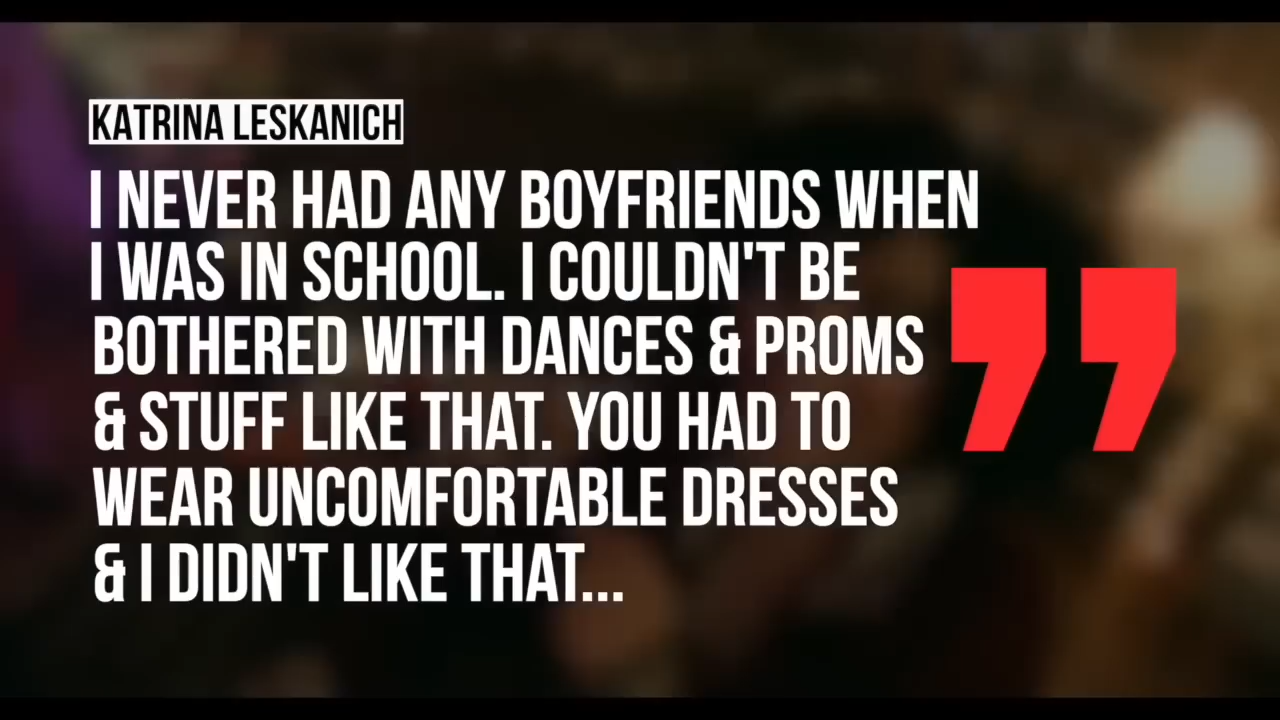 KATRINA LESKANICH
I NEVER HAD ANY BOYFRIENDS WHEN
I WAS IN SCHOOL. I COULDN'T BE
BOTHERED WITH DANCES & PROMS
& STUFF LIKE THAT. YOU HAD TO
WEAR UNCOMFORTABLE DRESSES
& I DIDN'T LIKE THAT...
”